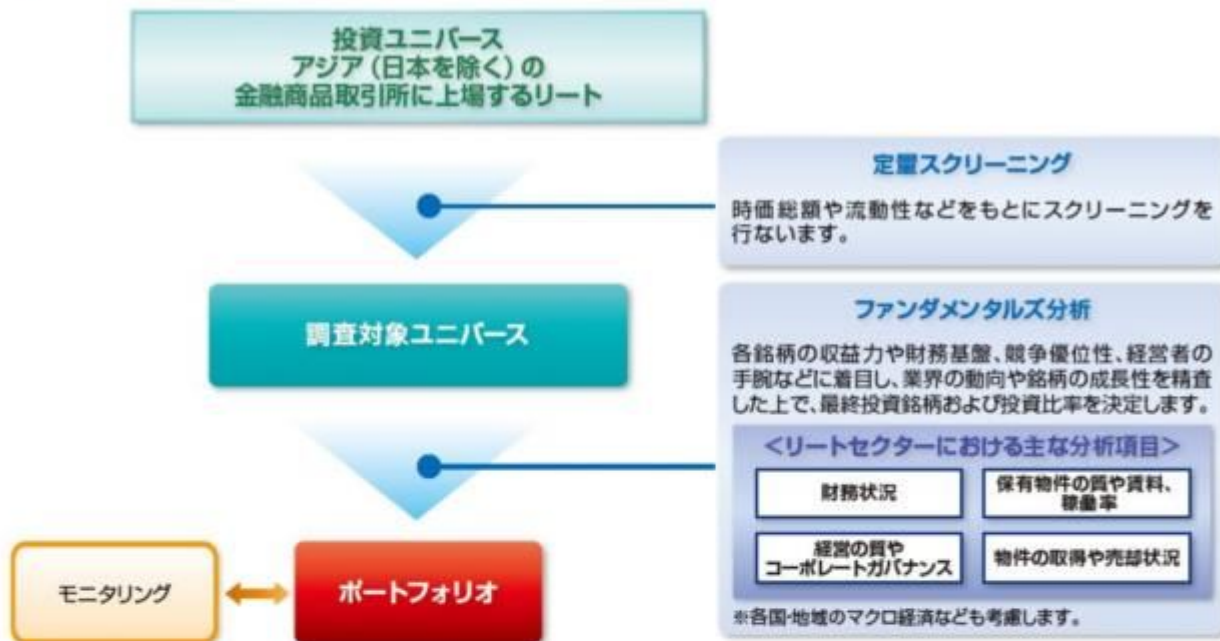 投資ユニバース
アジア（日本を除く）の
金融商品取引所に上場するリート
定量スクリーニング
時価総額や流動性などをもとにスクリーニングを
行ないます。
調査対象ユニバース
ファンダメンタルズ分析
各銘柄の収益力や財務基盤、競争優位性、経営者の
手腕などに着目し、業界の動向や銘柄の成長性を精査
した上で、最終投資銘柄および投資比率を決定します。
＜リートセクターにおける主な分析項目＞
財務状況
保有物件の質や賃料、
稼働率
経営の質や
コーポレートガバナンス
物件の取得や売却状況
※各国・地域のマクロ経済なども考慮します。
モニタリング
ポートフォリオ